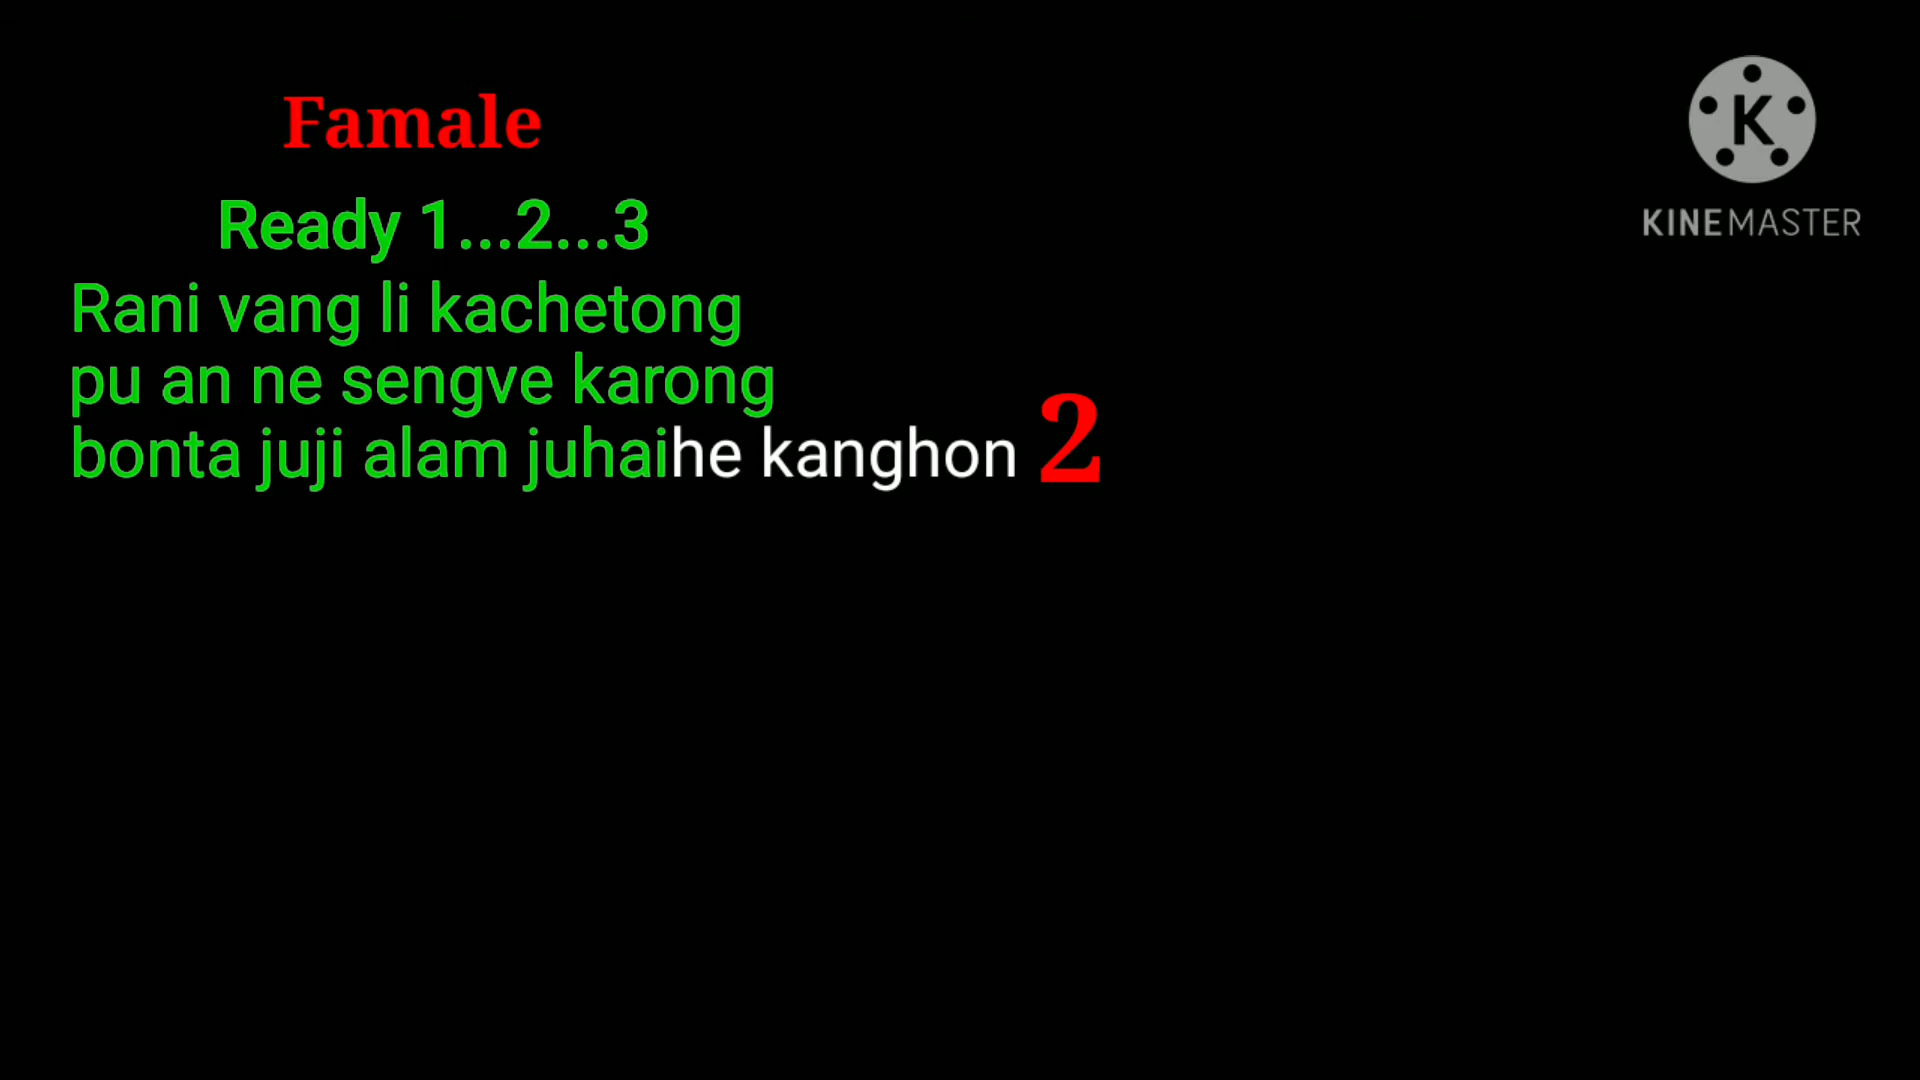 Famale
Ready 1...2...3
Rani vang li kachetong
pu an ne sengve karong
bonta juji alam juhaihe kanghon 2
K
KINEMASTER